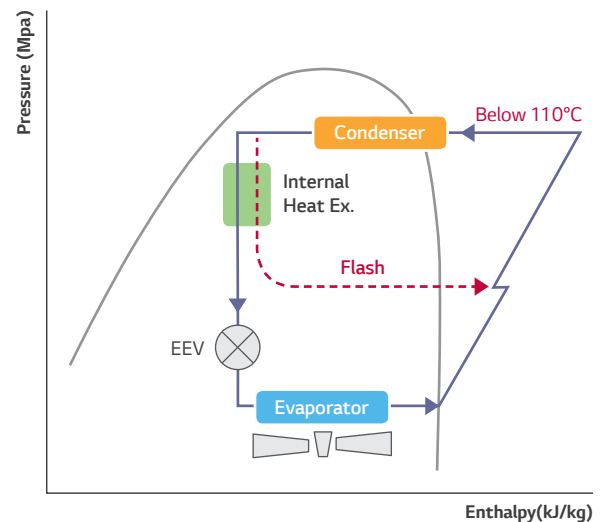 Pressure (Mpa)
Condenser
Below 110°C
Internal
Heat Ex.
Flash
EEV
Evaporator
Enthalpy(kJ/kg)